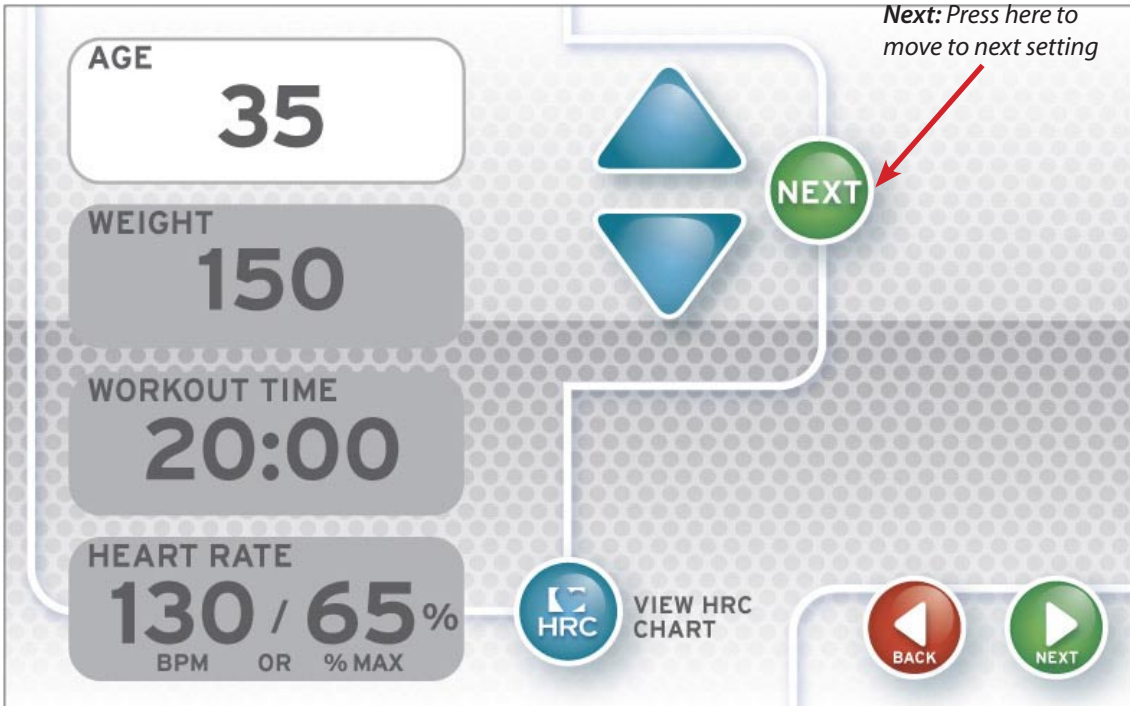 Next: Press here to
move to next setting
AGE
35
NEXT
WEIGHT
150
WORKOUT TIME
20:00
HEART RATE
130 / 65%
BPM OR % MAX
HRC
VIEW HRC
CHART
BACK
NEXT